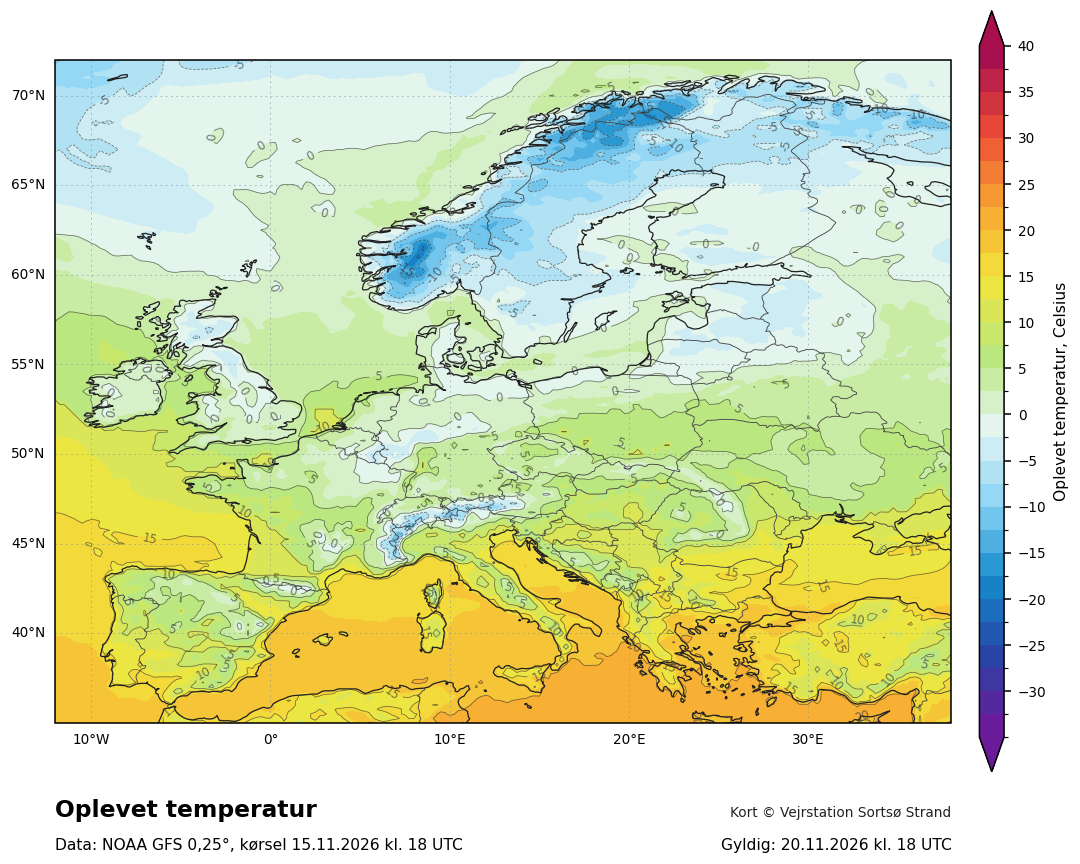 70°N
65°N
60°N
55°N
50°N
45°N
40°N
10°W
0°
10°E
20°E
30°E
40
35
30
25
20
15
10
5
0
−5
−10
−15
−20
−25
−30
Oplevet temperatur, Celsius
Oplevet temperatur
Kort © Vejrstation Sortsø Strand
Data: NOAA GFS 0,25°, kørsel 15.11.2026 kl. 18 UTC
Gyldig: 20.11.2026 kl. 18 UTC